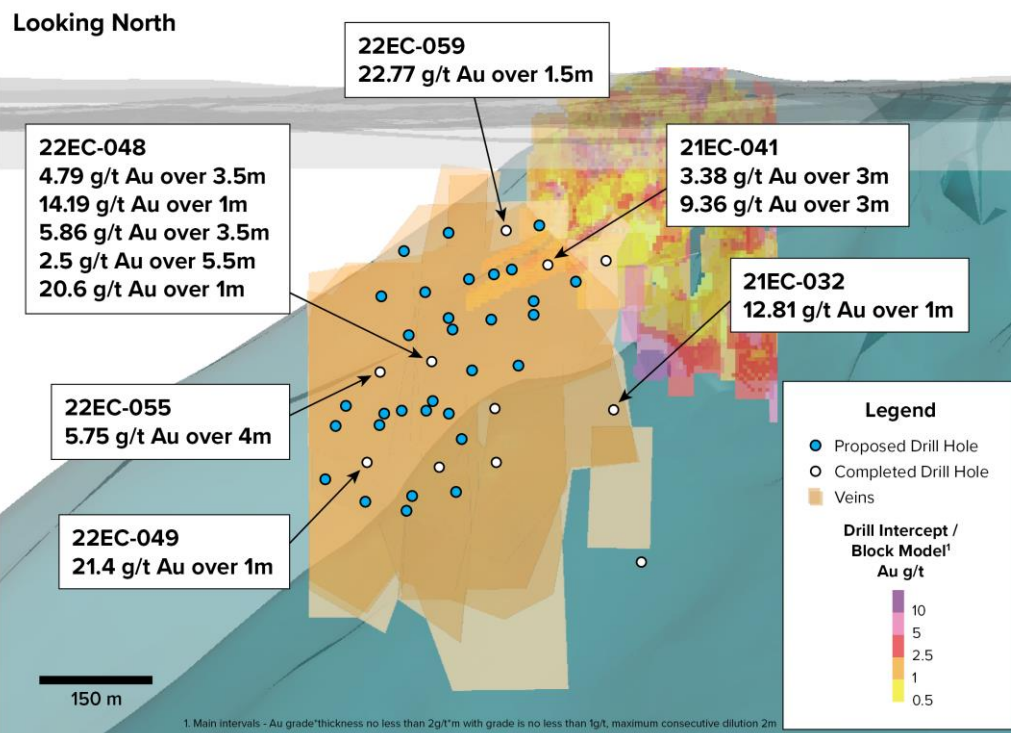 Looking North
22EC-059
22.77 g/t Au over 1.5m
22EC-048
4.79 g/t Au over 3.5m
14.19 g/t Au over 1m
5.86 g/t Au over 3.5m
2.5 g/t Au over 5.5m
20.6 g/t Au over 1m
21EC-041
3.38 g/t Au over 3m
9.36 g/t Au over 3m
21EC-032
12.81 g/t Au over 1m
22EC-055
5.75 g/t Au over 4m
22EC-049
21.4 g/t Au over 1m
Legend
Proposed Drill Hole
Completed Drill Hole
Veins
Drill Intercept /
Block Model¹
Au g/t
10
5
2.5
1
0.5
150 m
1. Main intervals - Au grade*thickness no less than 2g/t*m with grade is no less than 1g/t, maximum consecutive dilution 2m